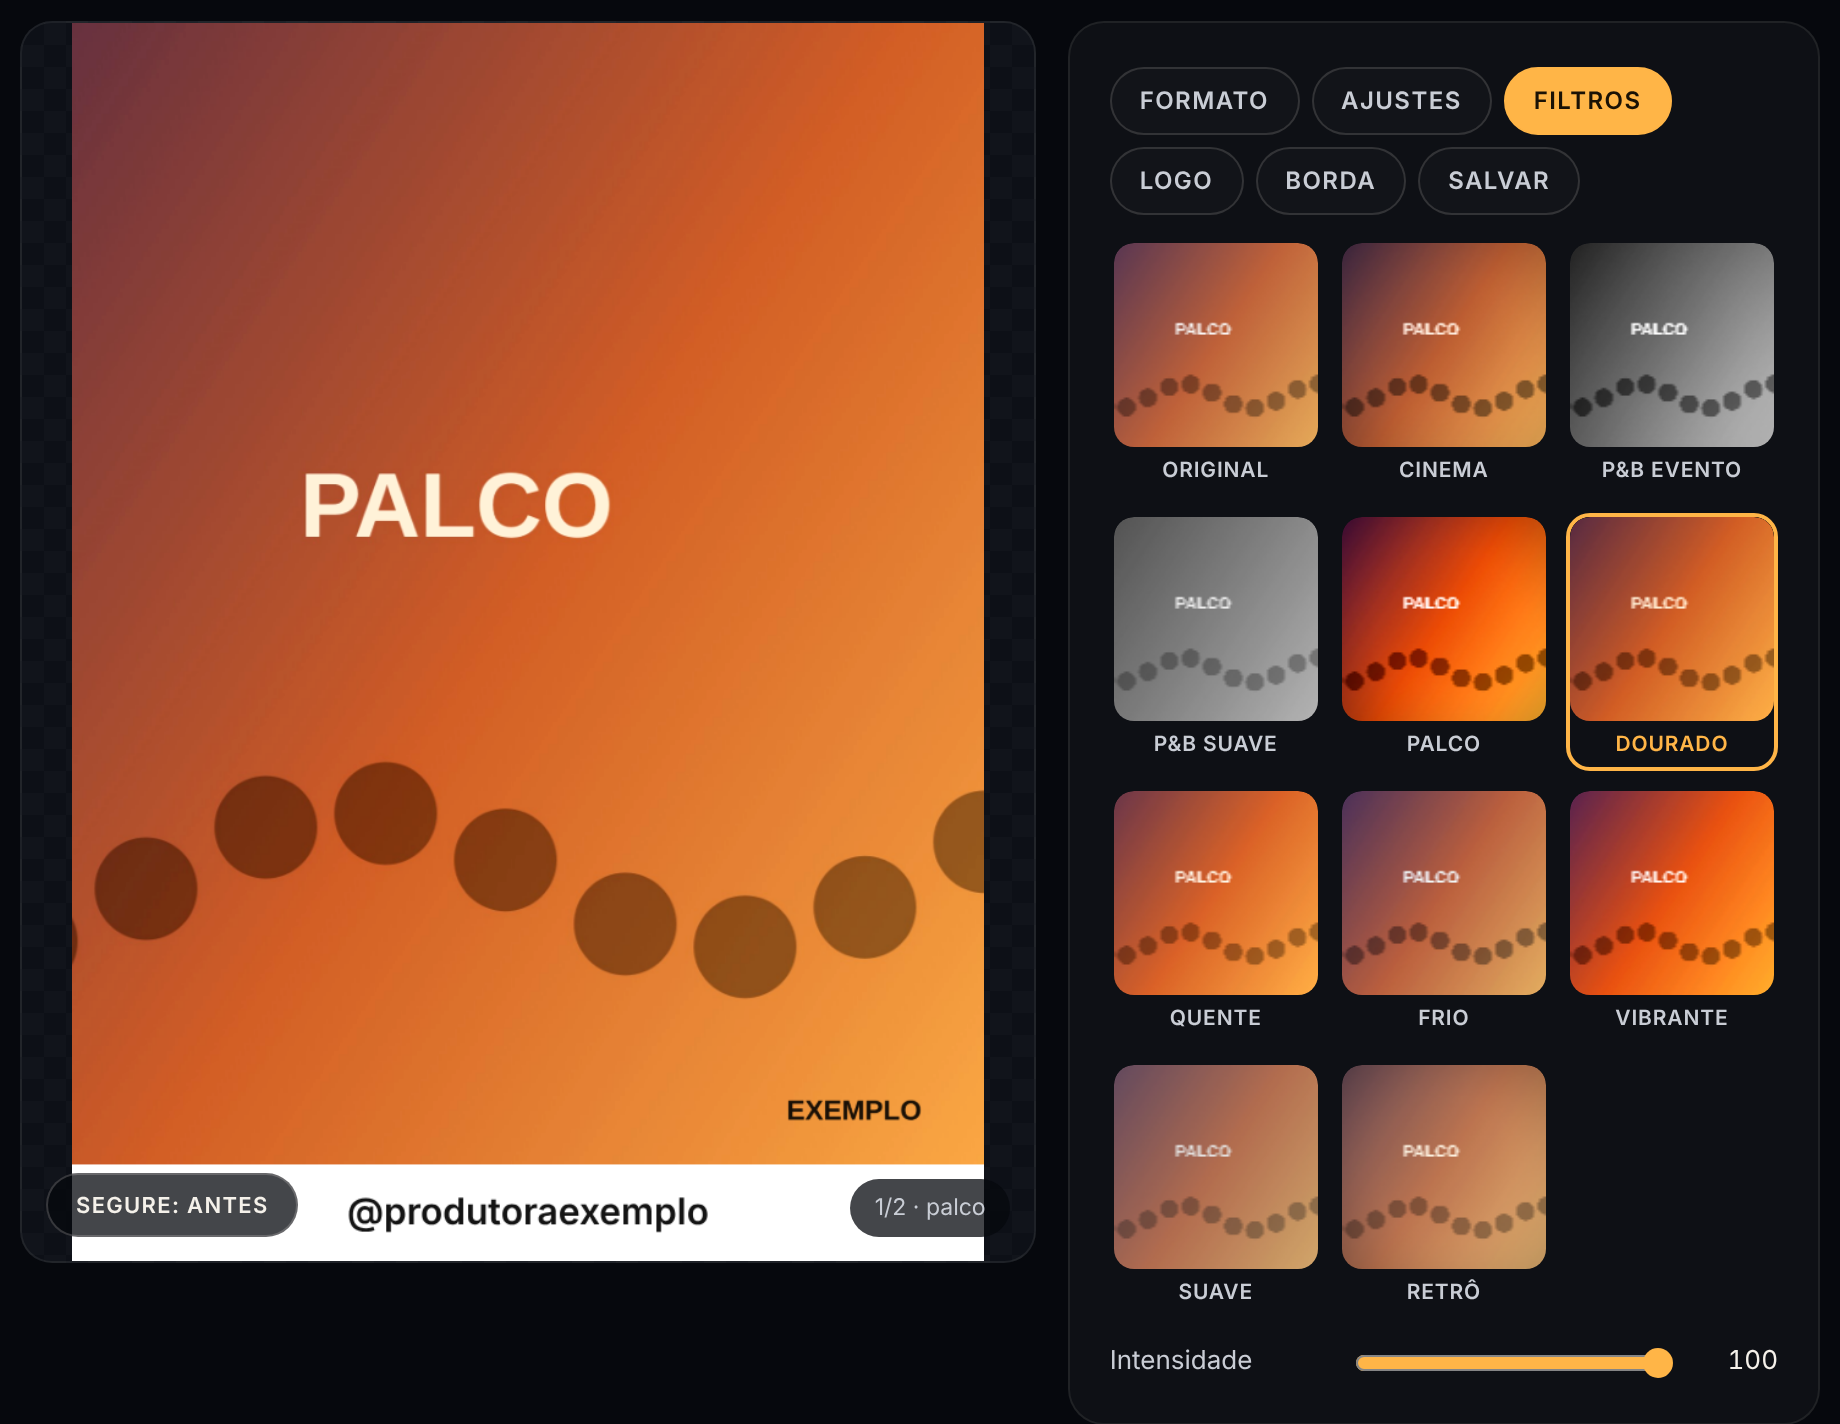 PALCO
EXEMPLO
SEGURE: ANTES
@produtoraexemplo
1/2 · palco
FORMATO
AJUSTES
FILTROS
LOGO
BORDA
SALVAR
PALCO
PALCO
PALCO
ORIGINAL
CINEMA
P&B EVENTO
PALCO
PALCO
PALCO
P&B SUAVE
PALCO
DOURADO
PALCO
PALCO
PALCO
QUENTE
FRIO
VIBRANTE
PALCO
PALCO
SUAVE
RETRÔ
Intensidade
100